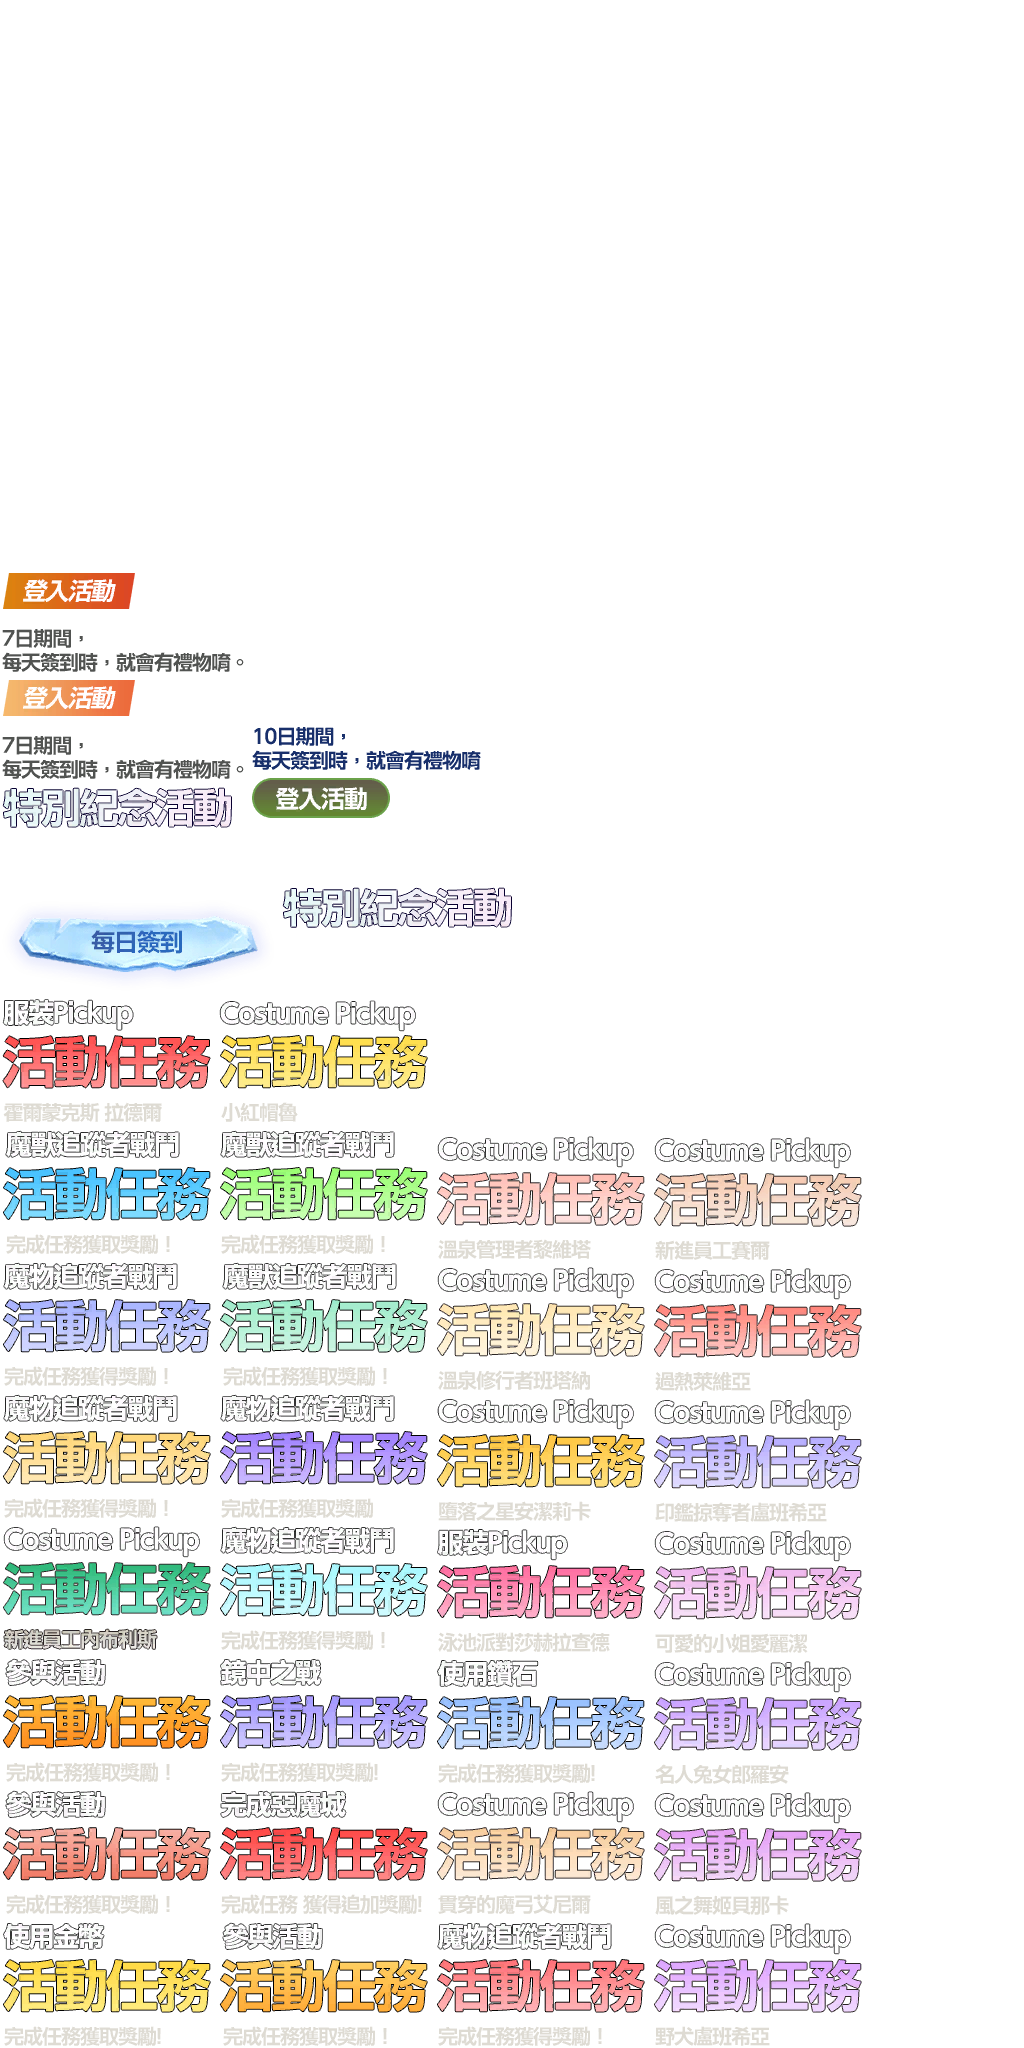 登入活動
7日期間，
每天簽到時，就會有禮物唷。
登入活動
7日期間，
每天簽到時，就會有禮物唷。
10日期間，
每天簽到時，就會有禮物唷
登入活動
特別紀念活動
特別紀念活動
每日簽到
服裝Pickup
活動任務
霍爾蒙克斯 拉德爾
Costume Pickup
活動任務
小紅帽魯
魔獸追蹤者戰鬥
活動任務
完成任務獲取獎勵！
魔獸追蹤者戰鬥
活動任務
完成任務獲取獎勵！
Costume Pickup
活動任務
溫泉管理者黎維塔
Costume Pickup
活動任務
新進員工賽爾
魔物追蹤者戰鬥
活動任務
完成任務獲得獎勵！
魔獸追蹤者戰鬥
活動任務
完成任務獲取獎勵！
Costume Pickup
活動任務
溫泉修行者班塔納
Costume Pickup
活動任務
過熱萊維亞
魔物追蹤者戰鬥
活動任務
完成任務獲得獎勵！
魔物追蹤者戰鬥
活動任務
完成任務獲取獎勵
Costume Pickup
活動任務
墮落之星安潔莉卡
Costume Pickup
活動任務
印鑑掠奪者盧班希亞
Costume Pickup
活動任務
新進員工內布利斯
魔物追蹤者戰鬥
活動任務
完成任務獲得獎勵！
服裝Pickup
活動任務
泳池派對莎赫拉查德
Costume Pickup
活動任務
可愛的小姐愛麗潔
參與活動
活動任務
完成任務獲取獎勵！
鏡中之戰
活動任務
完成任務獲取獎勵!
使用鑽石
活動任務
完成任務獲取獎勵!
Costume Pickup
活動任務
名人兔女郎羅安
參與活動
活動任務
完成任務獲取獎勵！
完成惡魔城
活動任務
完成任務 獲得追加獎勵!
Costume Pickup
活動任務
貫穿的魔弓艾尼爾
Costume Pickup
活動任務
風之舞姬貝那卡
使用金幣
活動任務
完成任務獲取獎勵!
參與活動
活動任務
完成任務獲取獎勵！
魔物追蹤者戰鬥
活動任務
完成任務獲得獎勵！
Costume Pickup
活動任務
野犬盧班希亞